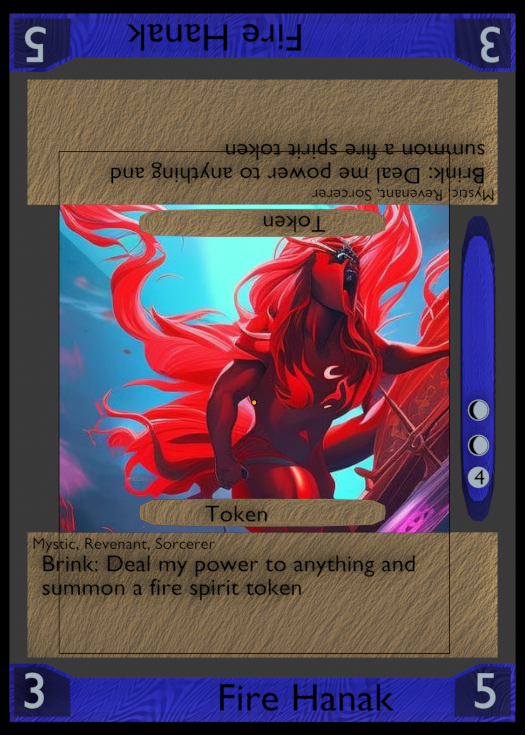 5
Fire Hanak
3
Brink: Deal me power to anything and
summon a fire spirit token
Mystic, Revenant, Sorcerer
Token
4
Token
Mystic, Revenant, Sorcerer
Brink: Deal my power to anything and
summon a fire spirit token
3
Fire Hanak
5